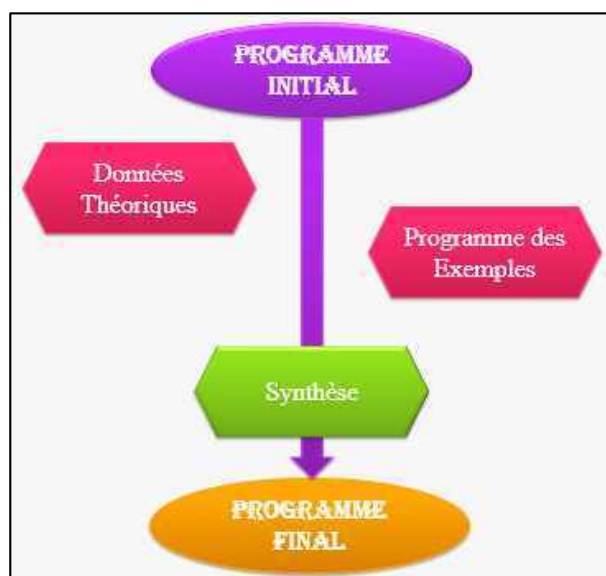 PROGRAMME
INITIAL
Données
Théoriques
Programme des
Exemples
Synthèse
PROGRAMME
FINAL